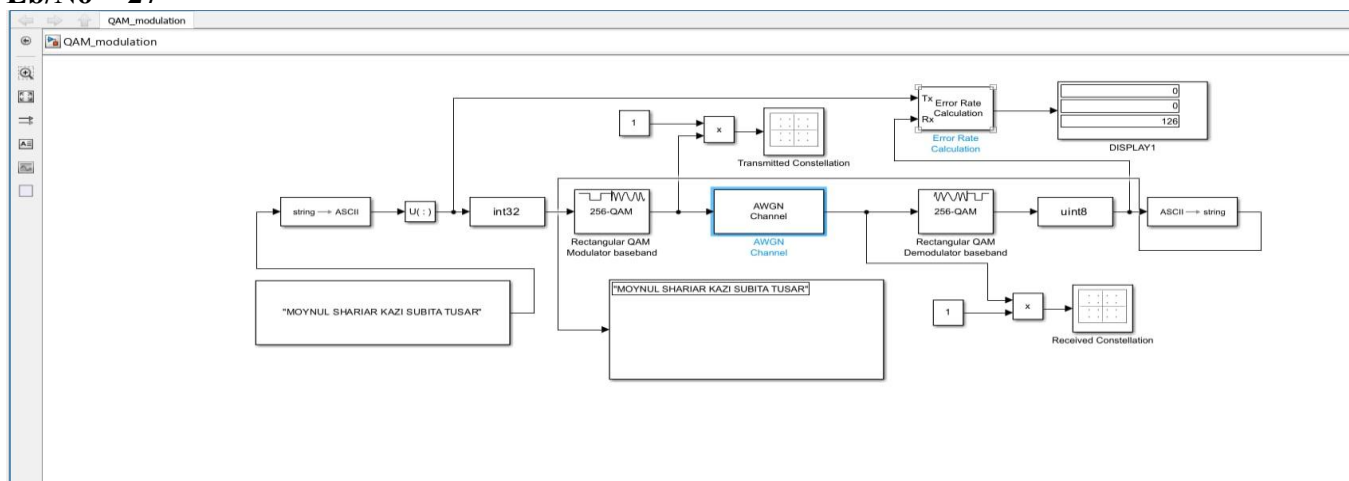 Eb/No 27
QAM_modulation
QAM_modulation
Tx
Rx
Error Rate
Calculation
Error Rate
Calculation
0
0
126
DISPLAY1
1
x
Transmitted Constellation
string → ASCII
U( : )
int32
256-QAM
Rectangular QAM
Modulator baseband
AWGN
Channel
AWGN
Channel
256-QAM
Rectangular QAM
Demodulator baseband
uint8
ASCII → string
"MOYNUL SHARIAR KAZI SUBITA TUSAR"
"MOYNUL SHARIAR KAZI SUBITA TUSAR"
1
x
Received Constellation